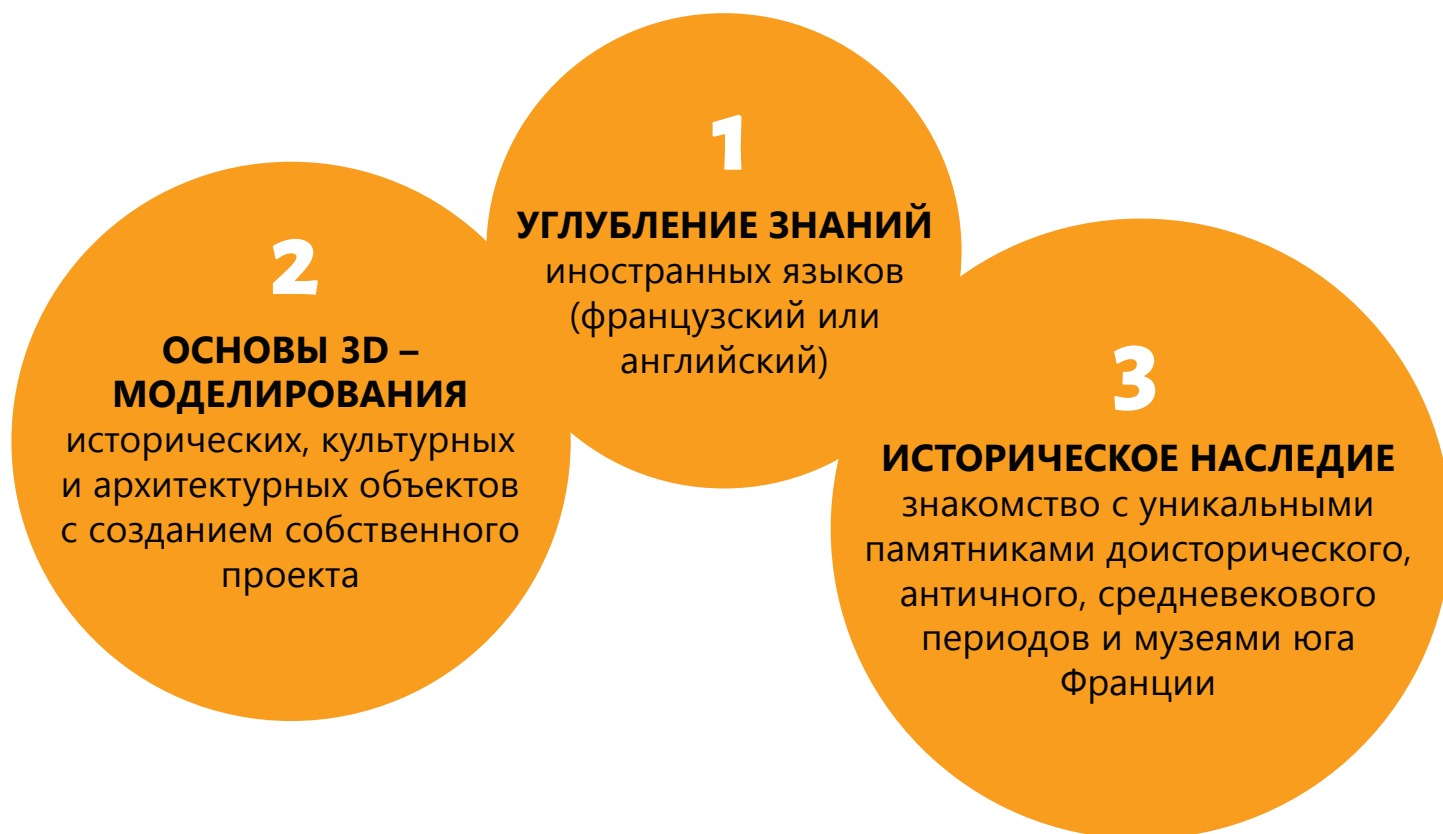 1
УГЛУБЛЕНИЕ ЗНАНИЙ
иностранных языков
(французский или
английский)
2
ОСНОВЫ 3D –
МОДЕЛИРОВАНИЯ
исторических, культурных
и архитектурных объектов
с созданием собственного
проекта
3
ИСТОРИЧЕСКОЕ НАСЛЕДИЕ
знакомство с уникальными
памятниками доисторического,
античного, средневекового
периодов и музеями юга
Франции